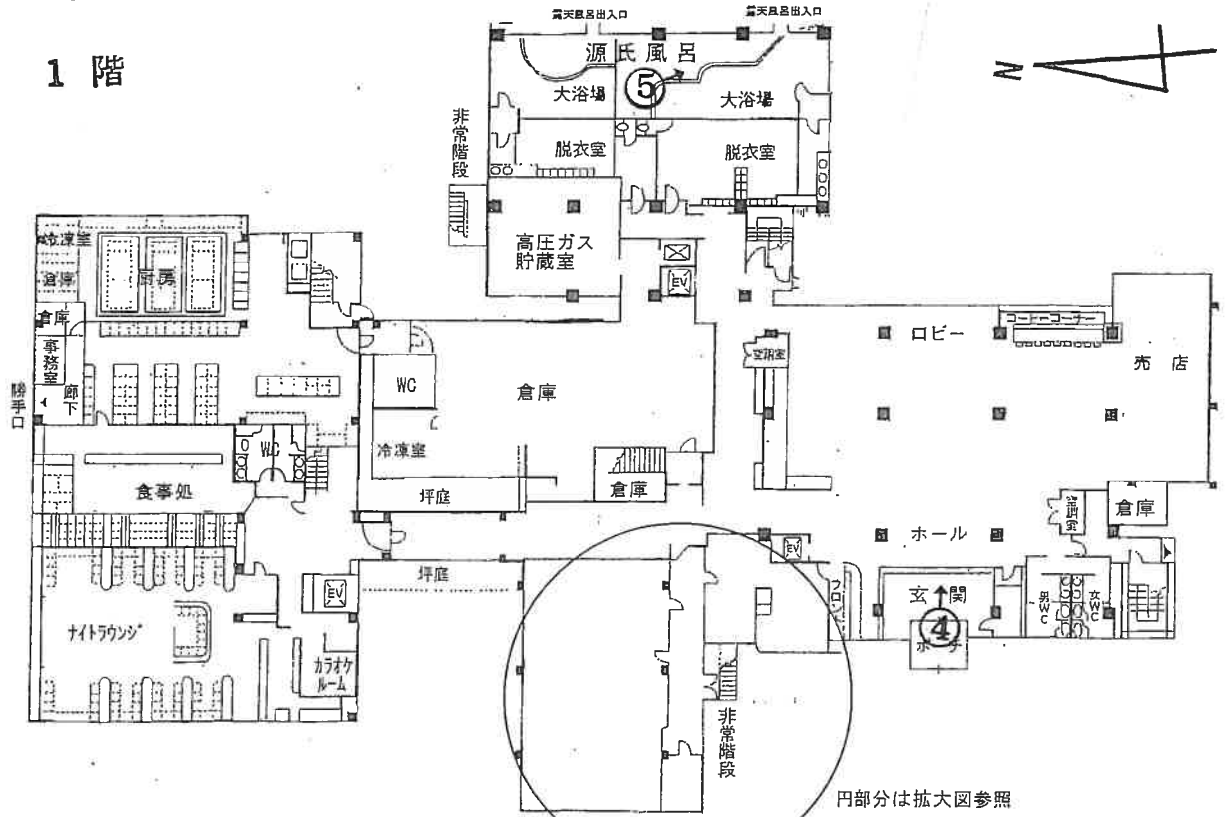 露天風呂出入口
露天風呂出入口
1 階
源氏風呂
N
⑤
大浴場
大浴場
非常階段
脱衣室
脱衣室
高圧ガス
貯蔵室
冷凍室
倉庫
厨房
EV
倉庫
ロビー
コーヒーコーナー
事務室
空調室
売店
WC
倉庫
廊下
勝手口
WC
冷凍室
食事処
坪庭
倉庫
倉庫
空調室
ホール
EV
坪庭
EV
フロント
玄関
男WC
女WC
④
ポーチ
ナイトラウンジ
カラオケ
ルーム
非常階段
円部分は拡大図参照